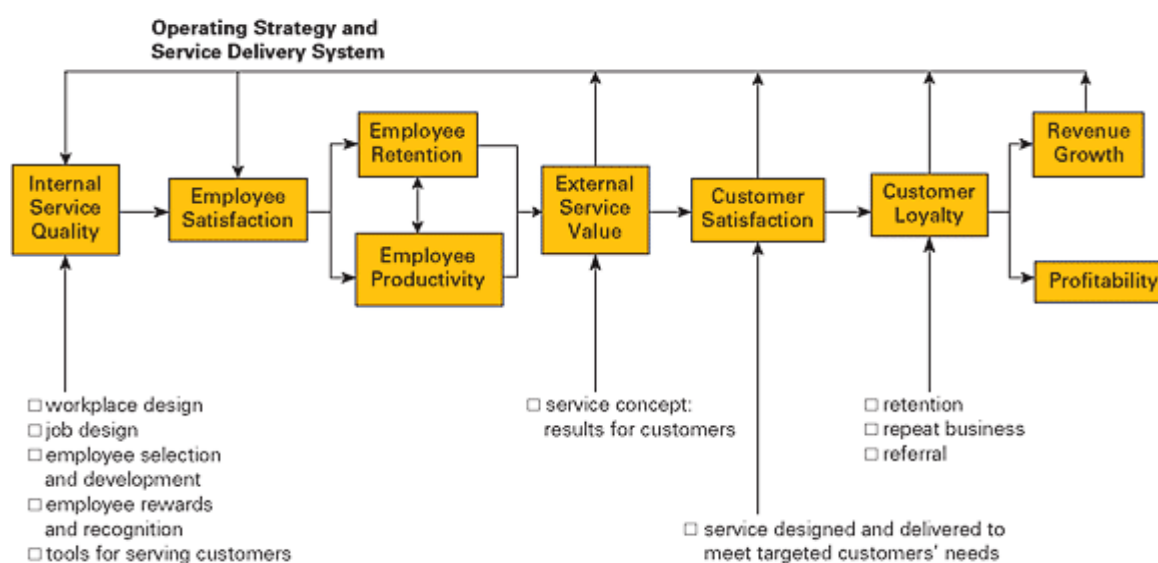 Operating Strategy and
Service Delivery System
Internal
Service
Quality
Employee
Satisfaction
Employee
Retention
Employee
Productivity
External
Service
Value
Customer
Satisfaction
Customer
Loyalty
Revenue
Growth
Profitability
□ workplace design
□ job design
□ employee selection
and development
□ employee rewards
and recognition
□ tools for serving customers
□ service concept:
results for customers
□ service designed and delivered to
meet targeted customers' needs
□ retention
□ repeat business
□ referral